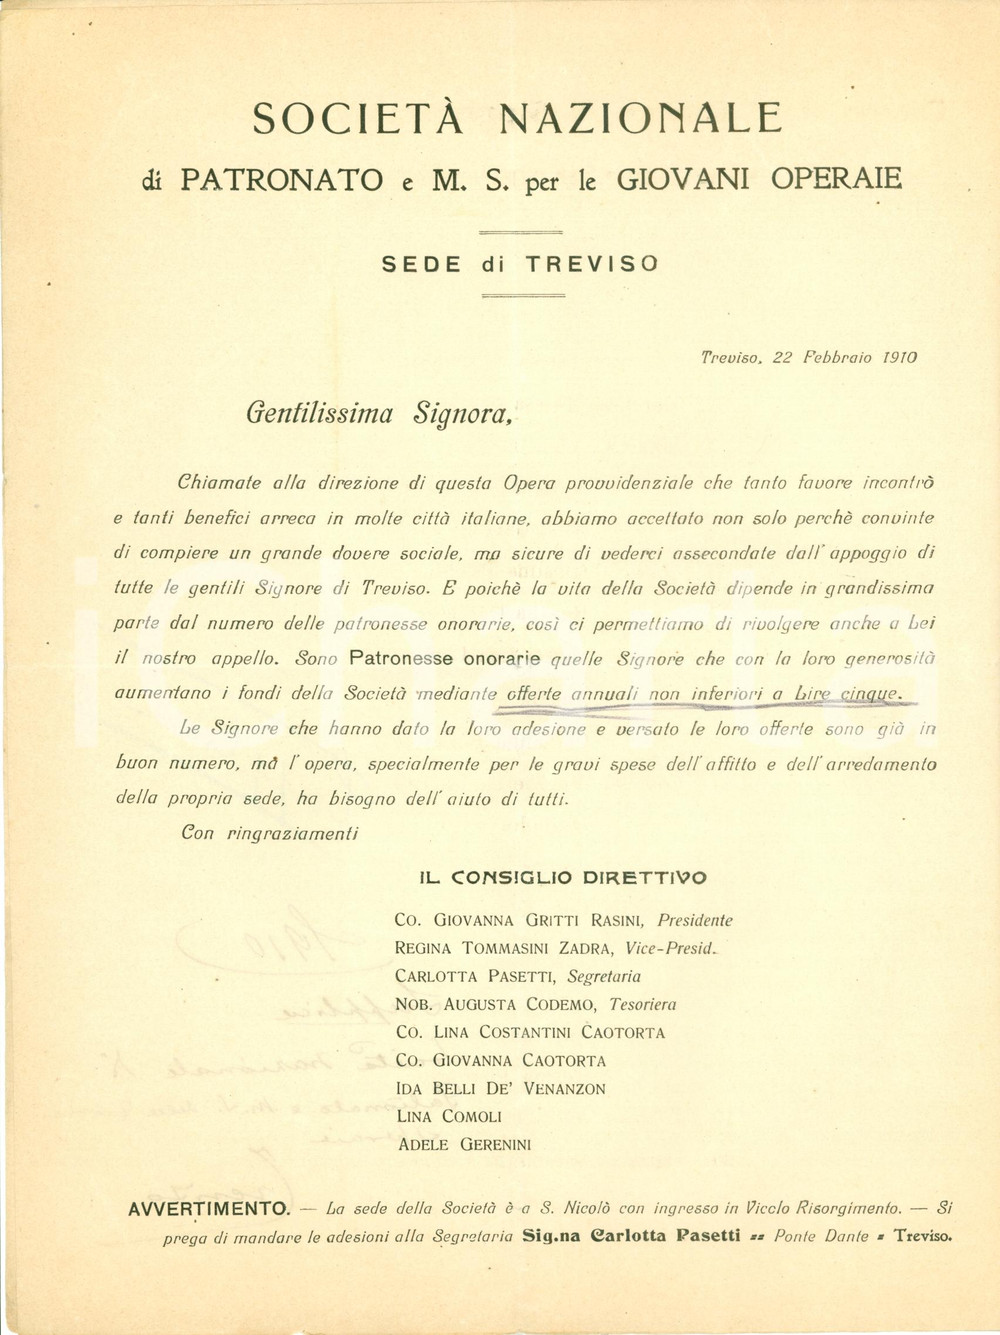 SOCIETÀ NAZIONALE
di PATRONATO e M. S. per le GIOVANI OPERAIE
SEDE di TREVISO
Treviso, 22 Febbraio 1910
Gentilissima Signora,
Chiamate alla direzione di questa Opera provvidenziale che tanto favore incontrò
e tanti benefici arreca in molte città italiane, abbiamo accettato non solo perchè convinte
di compiere un grande dovere sociale, ma sicure di vederci assecondate dall' appoggio di
tutte le gentili Signore di Treviso. E poichè la vita della Società dipende in grandissima
parte dal numero delle patronesse onorarie, così ci permettiamo di rivolgere anche a Lei
il nostro appello. Sono Patronesse onorarie quelle Signore che con la loro generosità
aumentano i fondi della Società mediante offerte annuali non inferiori a Lire cinque.
Le Signore che hanno dato la loro adesione e versato le loro offerte sono già in
buon numero, ma l' opera, specialmente per le gravi spese dell' affitto e dell' arredamento
della propria sede, ha bisogno dell' aiuto di tutti.
Con ringraziamenti
IL CONSIGLIO DIRETTIVO
CO. GIOVANNA GRITTI RASINI, Presidente
REGINA TOMMASINI ZADRA, Vice-Presid.
CARLOTTA PASETTI, Segretaria
NOB. AUGUSTA CODEMO, Tesoriera
CO. LINA COSTANTINI CAOTORTA
CO. GIOVANNA CAOTORTA
IDA BELLI DE' VENANZON
LINA COMOLI
ADELE GERENINI
AVVERTIMENTO. — La sede della Società è a S. Nicolò con ingresso in Vicclo Risorgimento. — Si
prega di mandare le adesioni alla Segretaria Sig.na Carlotta Pasetti -- Ponte Dante - Treviso.